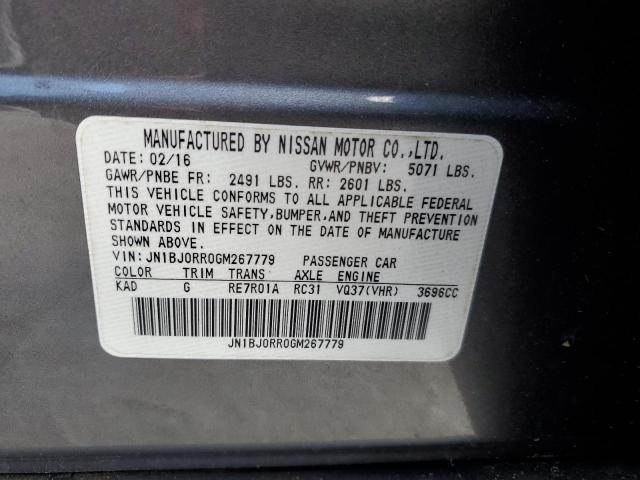 MANUFACTURED BY NISSAN MOTOR CO.,LTD.
DATE: 02/16 GVWR/PNBV: 5071 LBS.
GAWR/PNBE FR: 2491 LBS. RR: 2601 LBS.
THIS VEHICLE CONFORMS TO ALL APPLICABLE FEDERAL
MOTOR VEHICLE SAFETY,BUMPER,AND THEFT PREVENTION
STANDARDS IN EFFECT ON THE DATE OF MANUFACTURE
SHOWN ABOVE.
VIN: JN1BJ0RR0GM267779 PASSENGER CAR
COLOR TRIM TRANS AXLE ENGINE
KAD G RE7R01A RC31 VQ37(VHR) 3696CC
JN1BJ0RR0GM267779